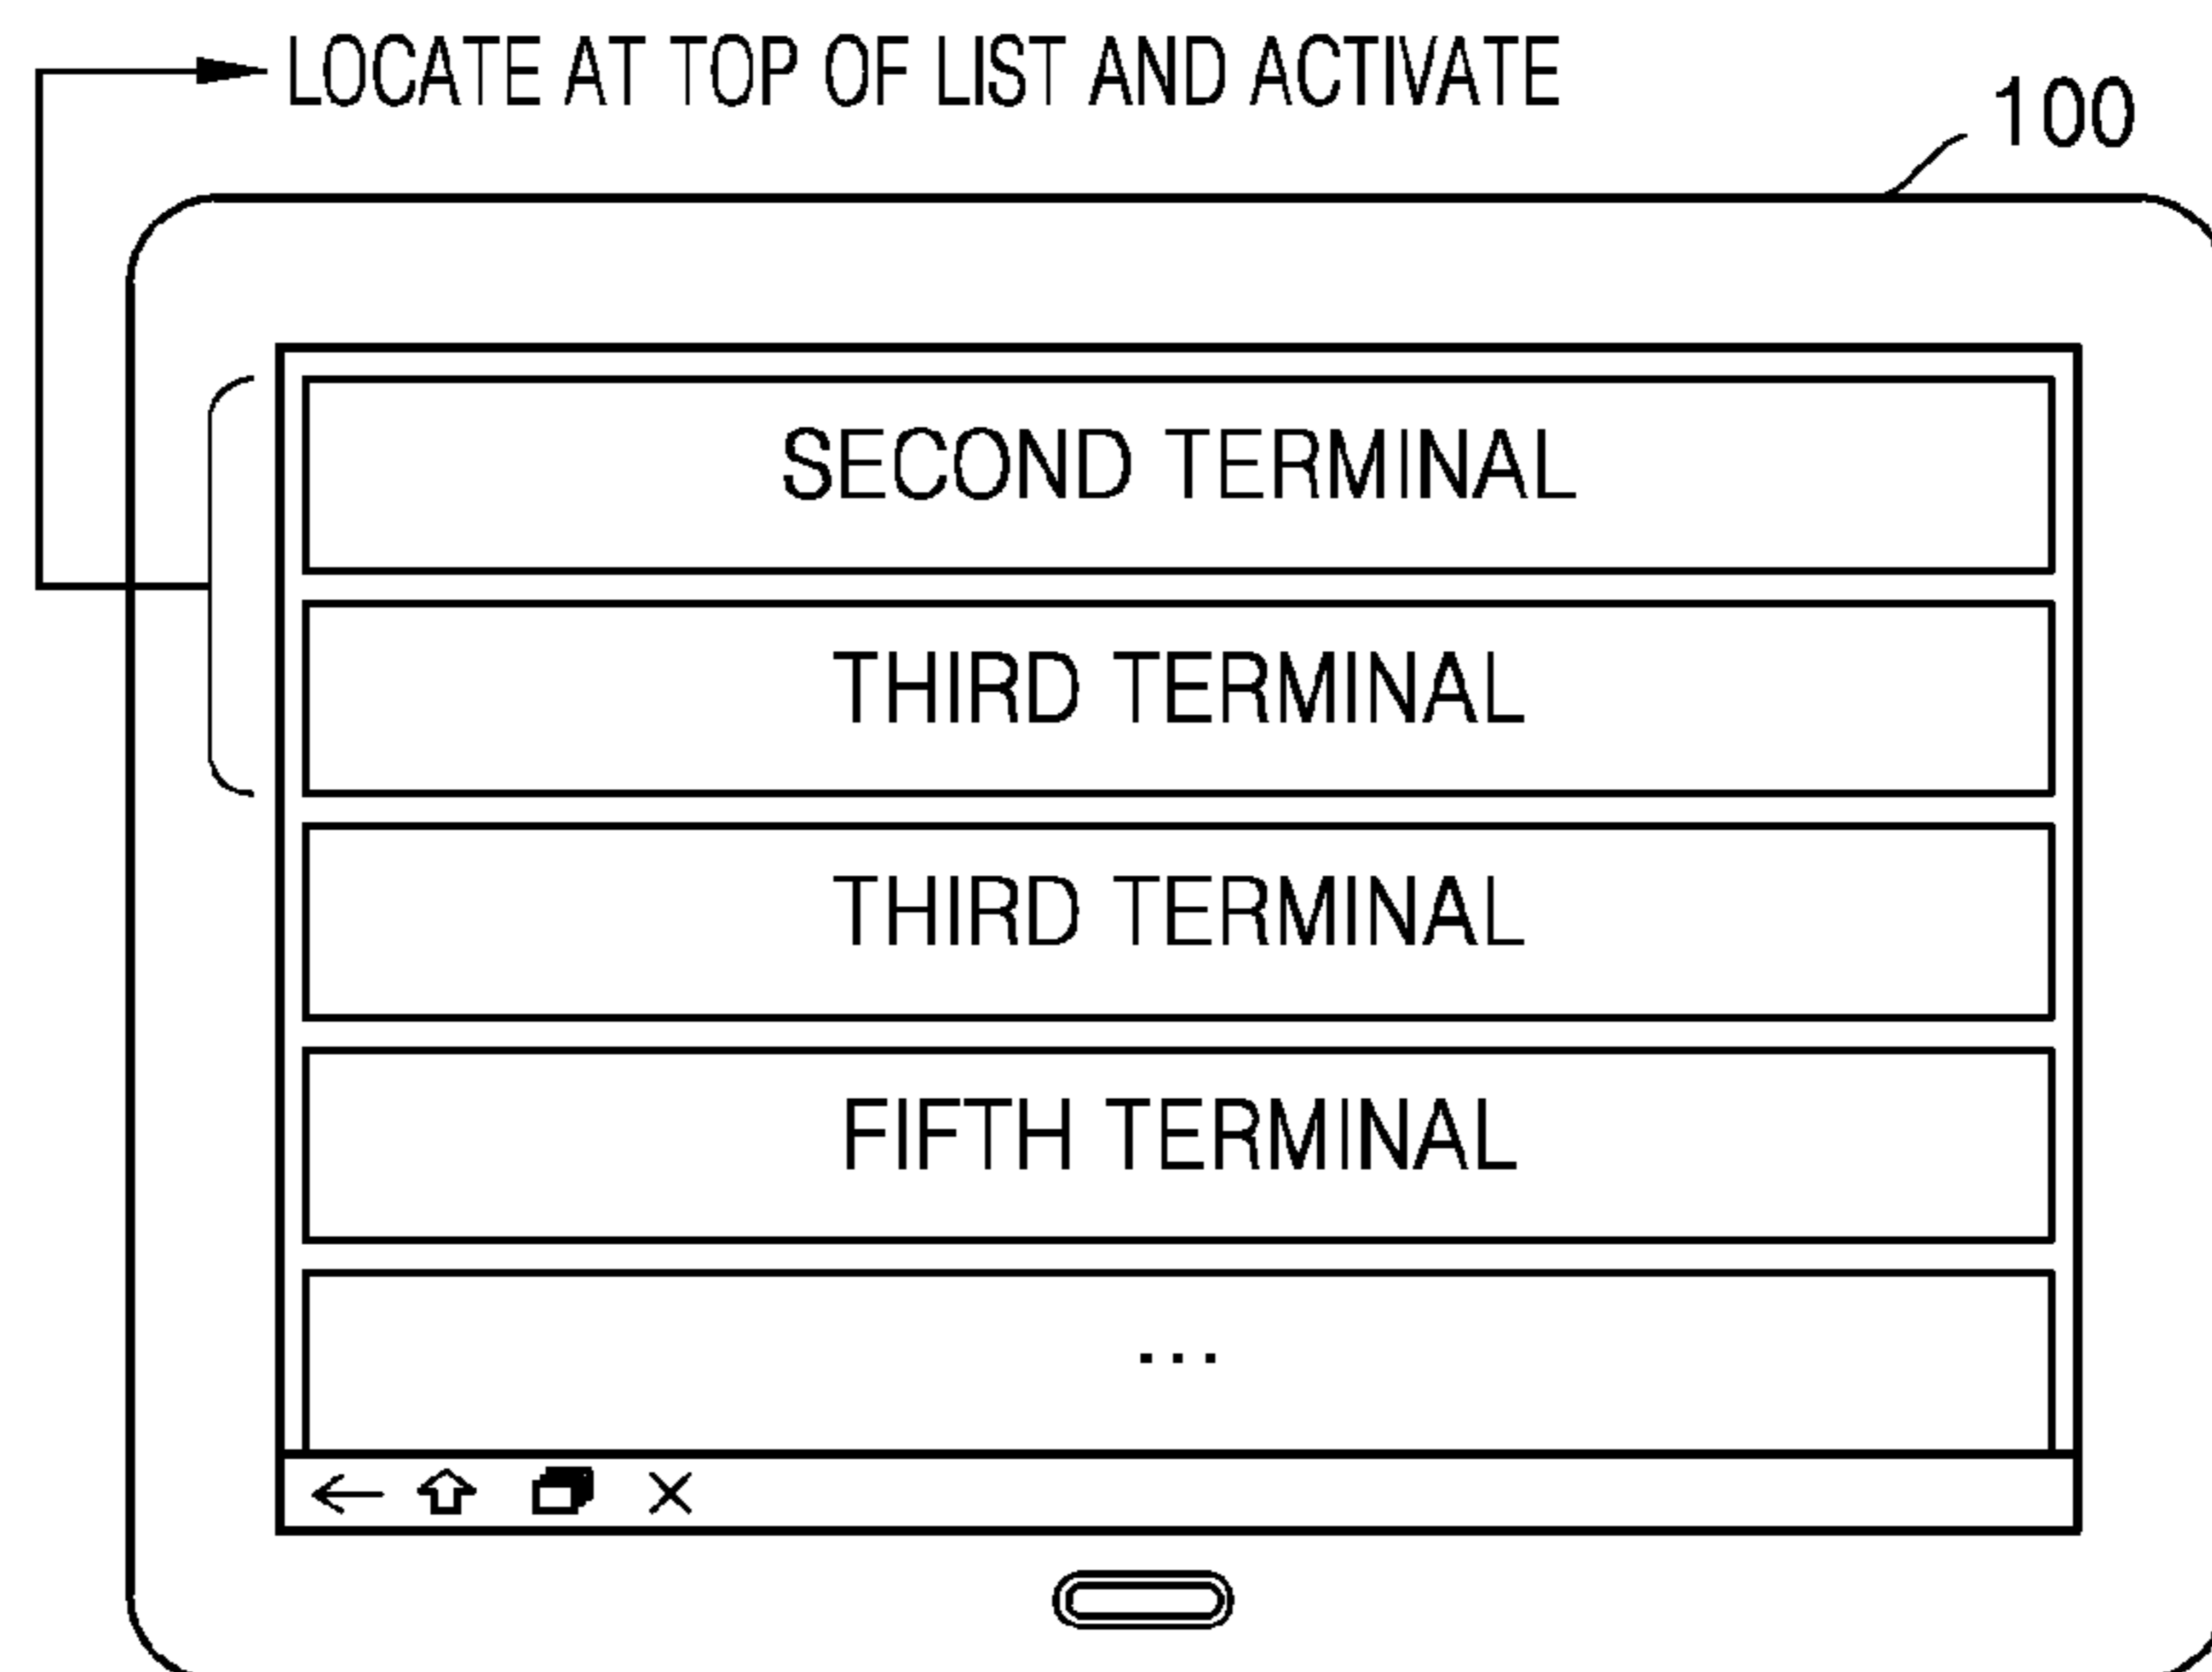 LOCATE AT TOP OF LIST AND ACTIVATE
100
SECOND TERMINAL
THIRD TERMINAL
THIRD TERMINAL
FIFTH TERMINAL
...